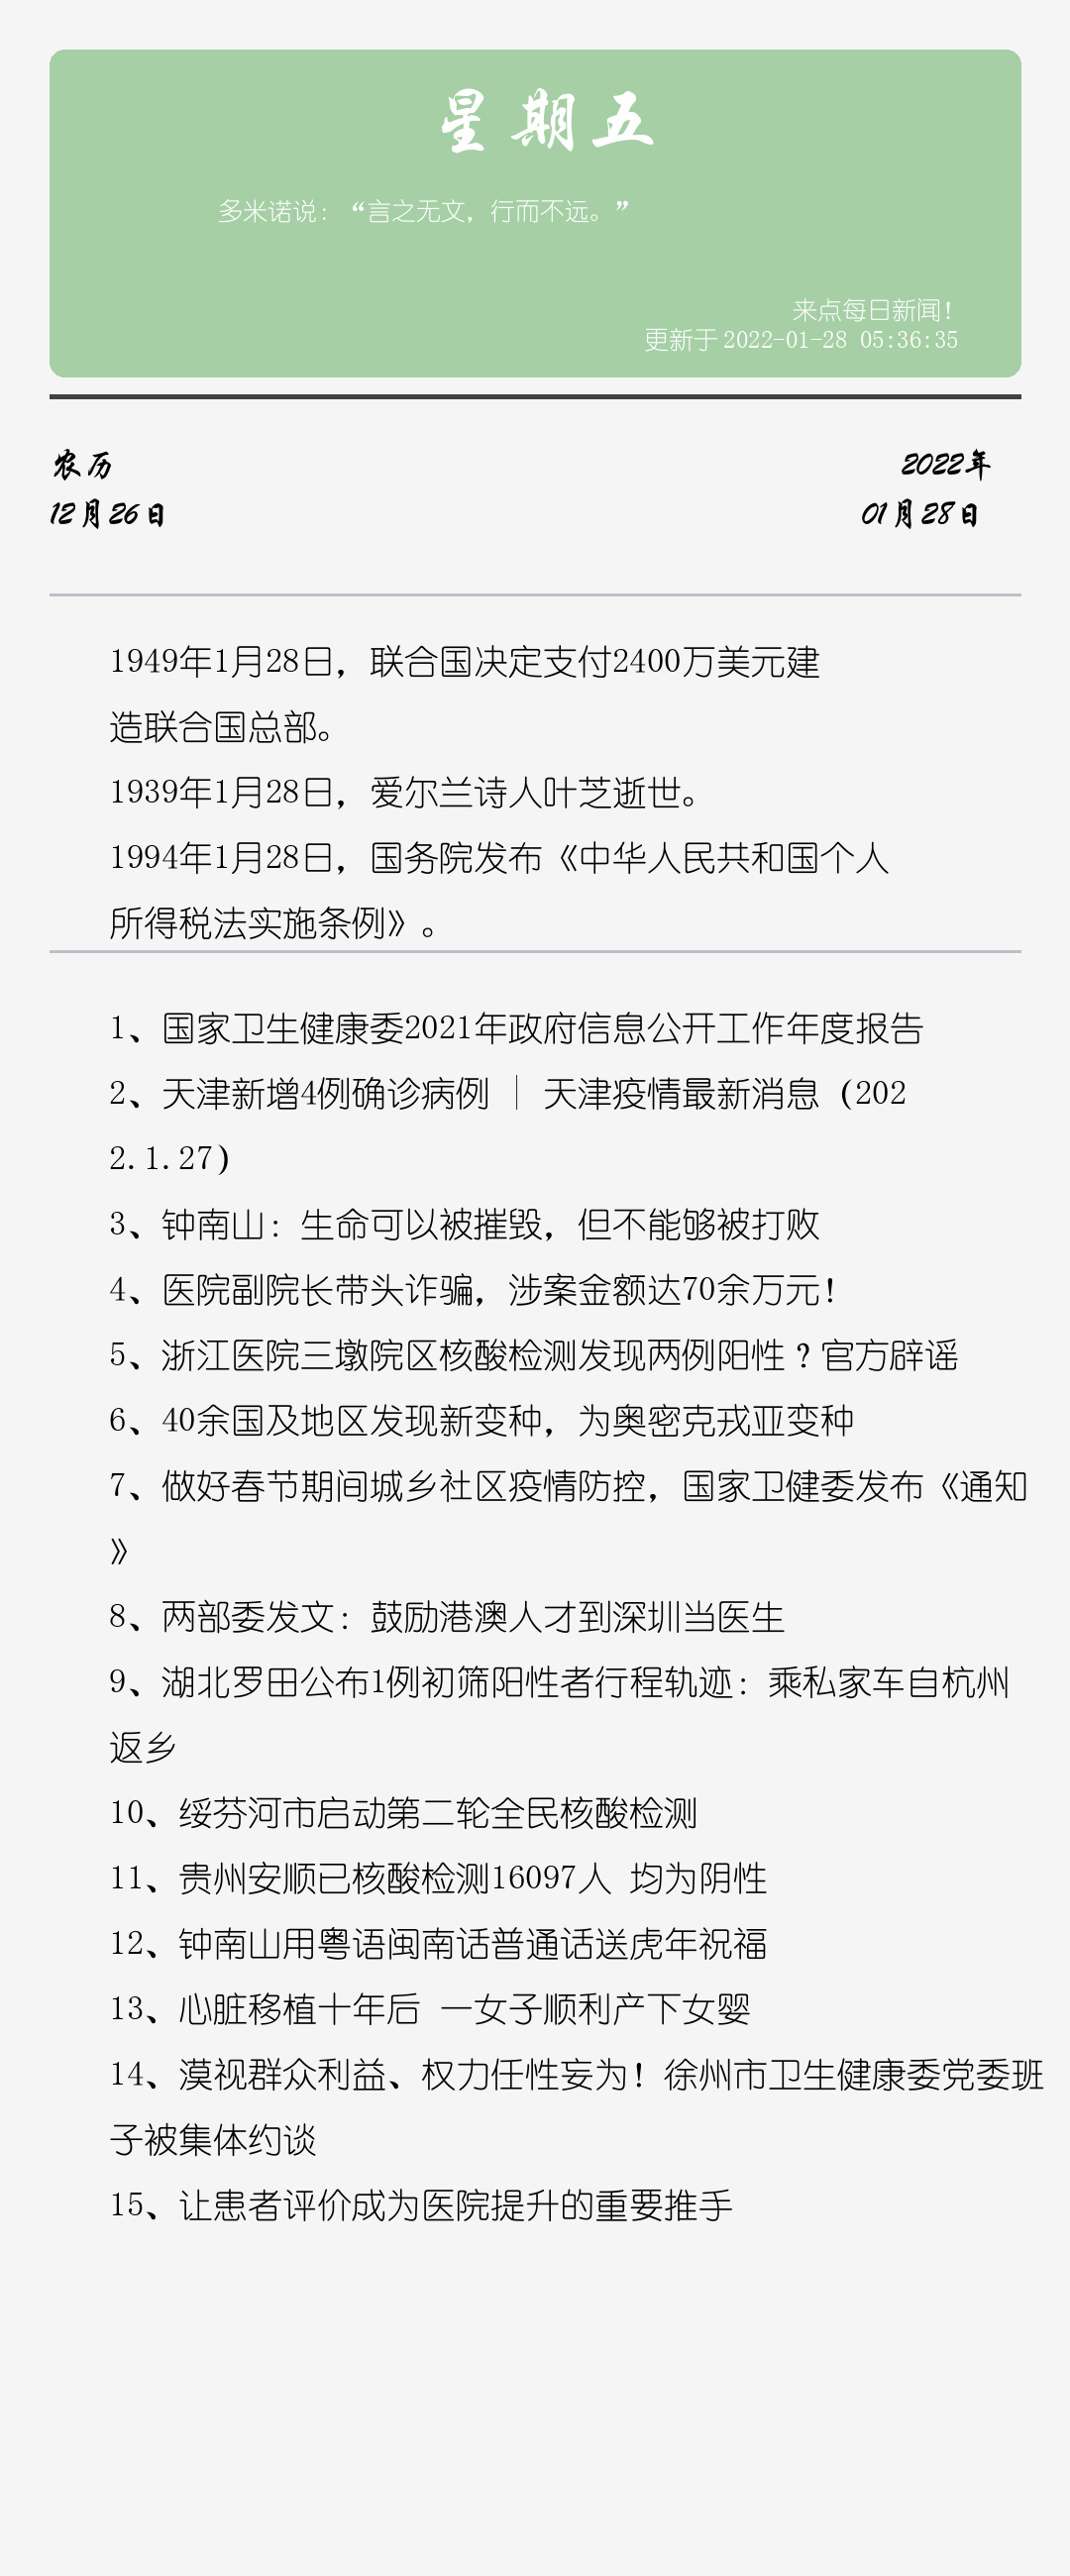 星期五
多米诺说：“言之无文，行而不远。”
来点每日新闻！
更新于 2022-01-28 05:36:35
农历
12月26日
2022年
01月28日
1949年1月28日，联合国决定支付2400万美元建
造联合国总部。
1939年1月28日，爱尔兰诗人叶芝逝世。
1994年1月28日，国务院发布《中华人民共和国个人
所得税法实施条例》。
1、国家卫生健康委2021年政府信息公开工作年度报告
2、天津新增4例确诊病例 | 天津疫情最新消息（202
2.1.27）
3、钟南山：生命可以被摧毁，但不能够被打败
4、医院副院长带头诈骗，涉案金额达70余万元！
5、浙江医院三墩院区核酸检测发现两例阳性？官方辟谣
6、40余国及地区发现新变种，为奥密克戎亚变种
7、做好春节期间城乡社区疫情防控，国家卫健委发布《通知
》
8、两部委发文：鼓励港澳人才到深圳当医生
9、湖北罗田公布1例初筛阳性者行程轨迹：乘私家车自杭州
返乡
10、绥芬河市启动第二轮全民核酸检测
11、贵州安顺已核酸检测16097人 均为阴性
12、钟南山用粤语闽南话普通话送虎年祝福
13、心脏移植十年后 一女子顺利产下女婴
14、漠视群众利益、权力任性妄为！徐州市卫生健康委党委班
子被集体约谈
15、让患者评价成为医院提升的重要推手